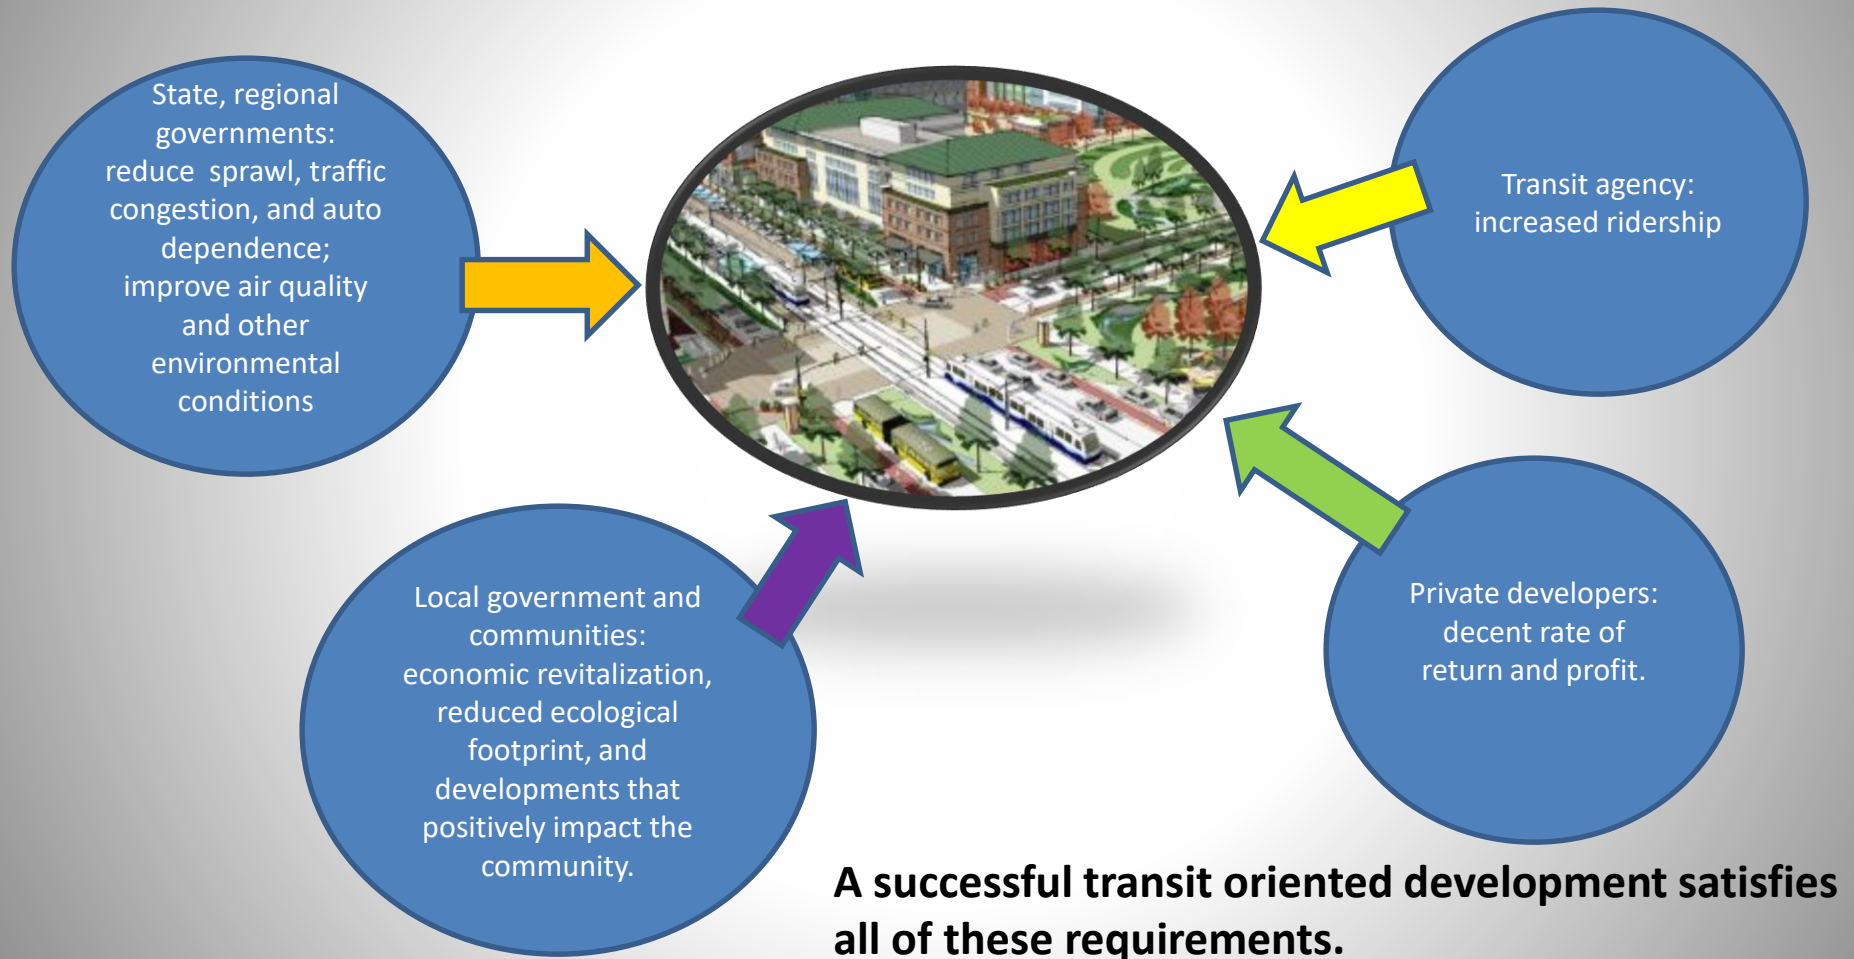 State, regional
governments:
reduce sprawl, traffic
congestion, and auto
dependence;
improve air quality
and other
environmental
conditions
Transit agency:
increased ridership
Local government and
communities:
economic revitalization,
reduced ecological
footprint, and
developments that
positively impact the
community.
Private developers:
decent rate of
return and profit.
A successful transit oriented development satisfies
all of these requirements.